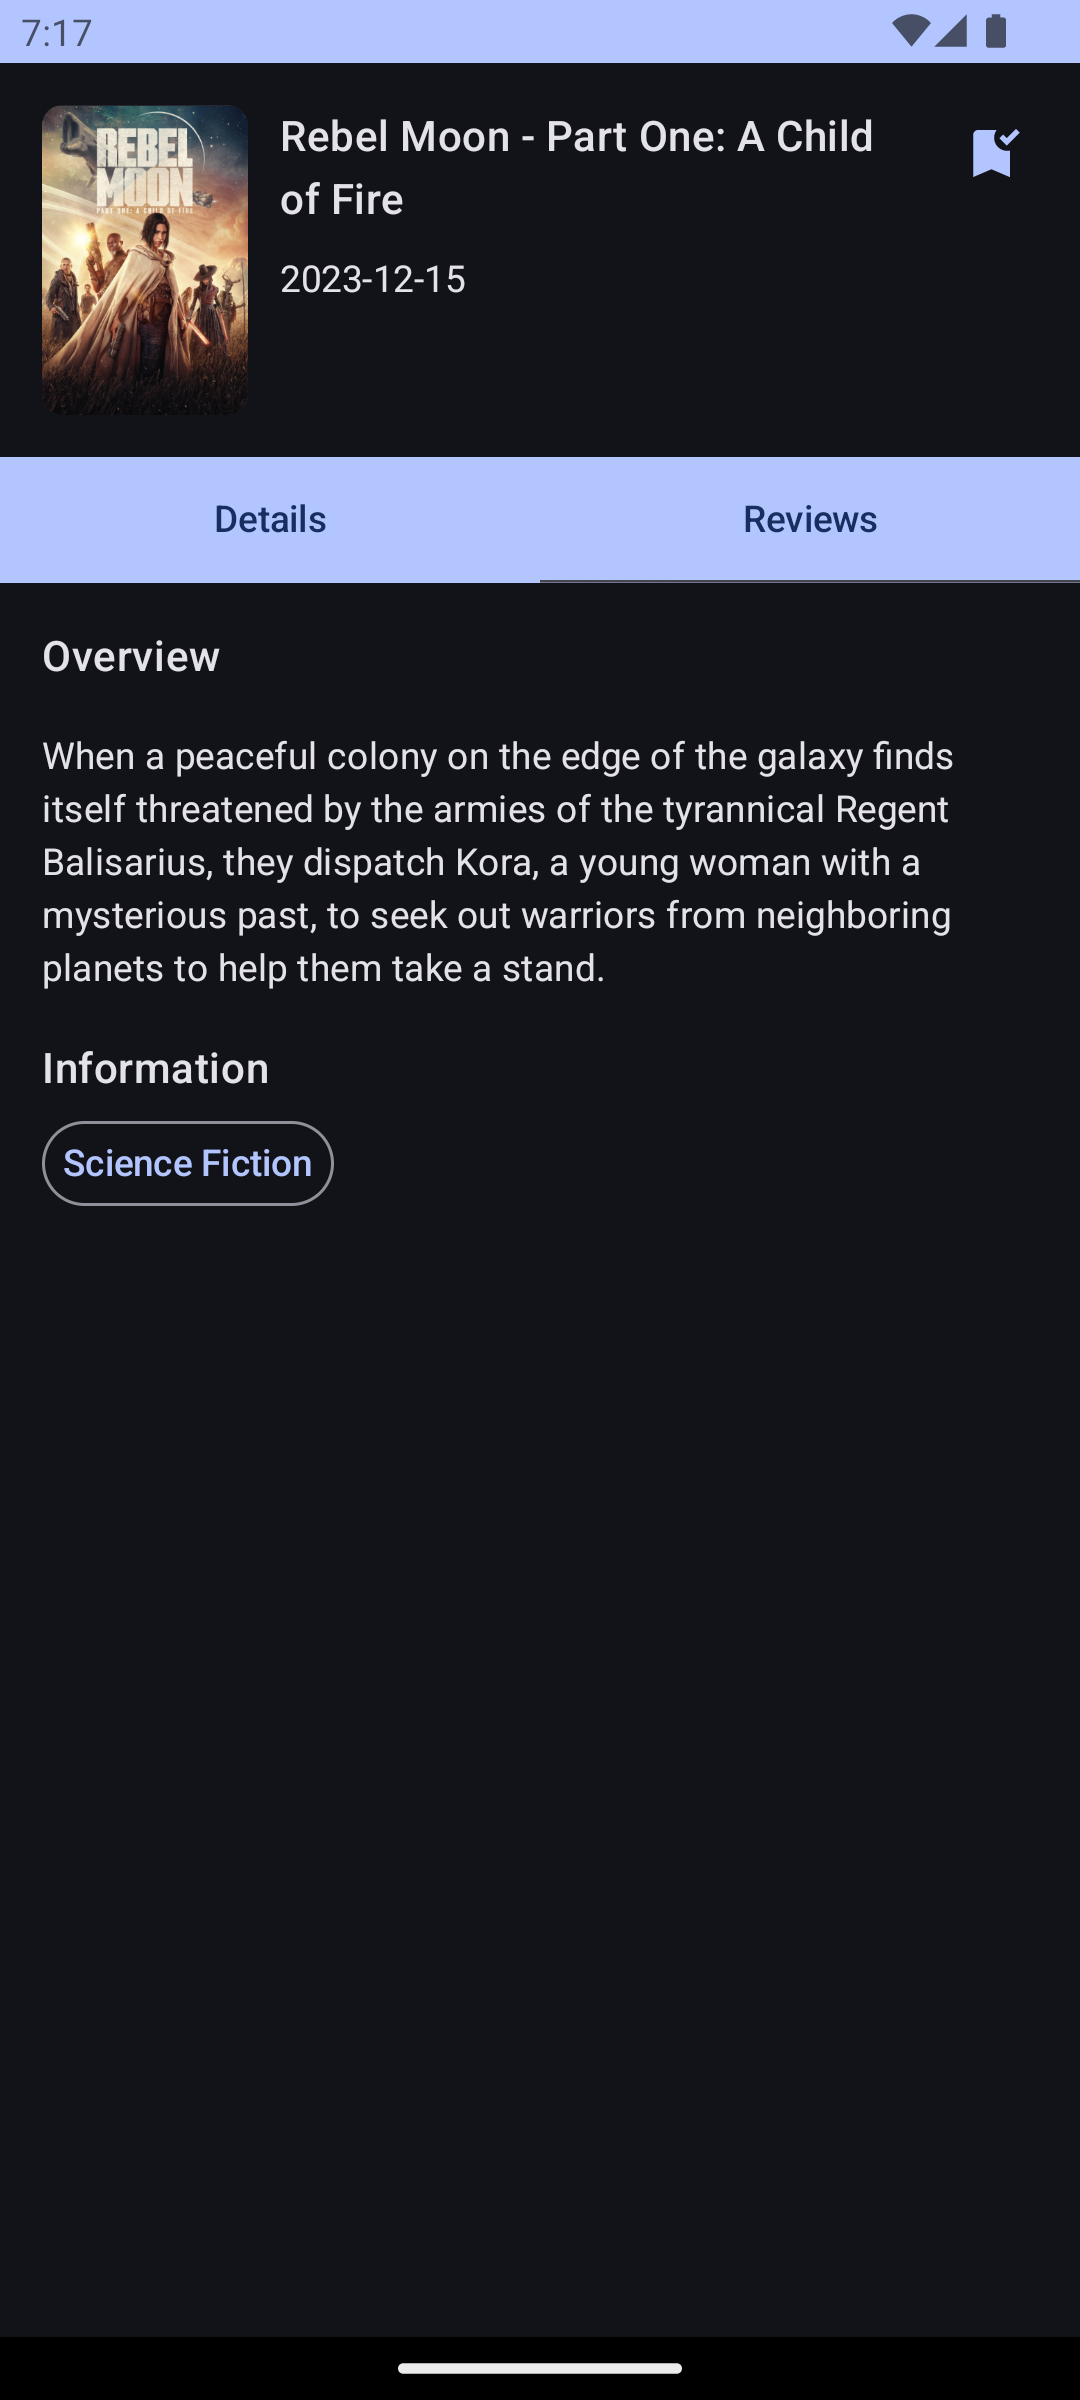 7:17
REBEL
MOON
PART ONE: A CHILD OF FIRE
Rebel Moon - Part One: A Child
of Fire
2023-12-15
Details
Reviews
Overview
When a peaceful colony on the edge of the galaxy finds
itself threatened by the armies of the tyrannical Regent
Balisarius, they dispatch Kora, a young woman with a
mysterious past, to seek out warriors from neighboring
planets to help them take a stand.
Information
Science Fiction